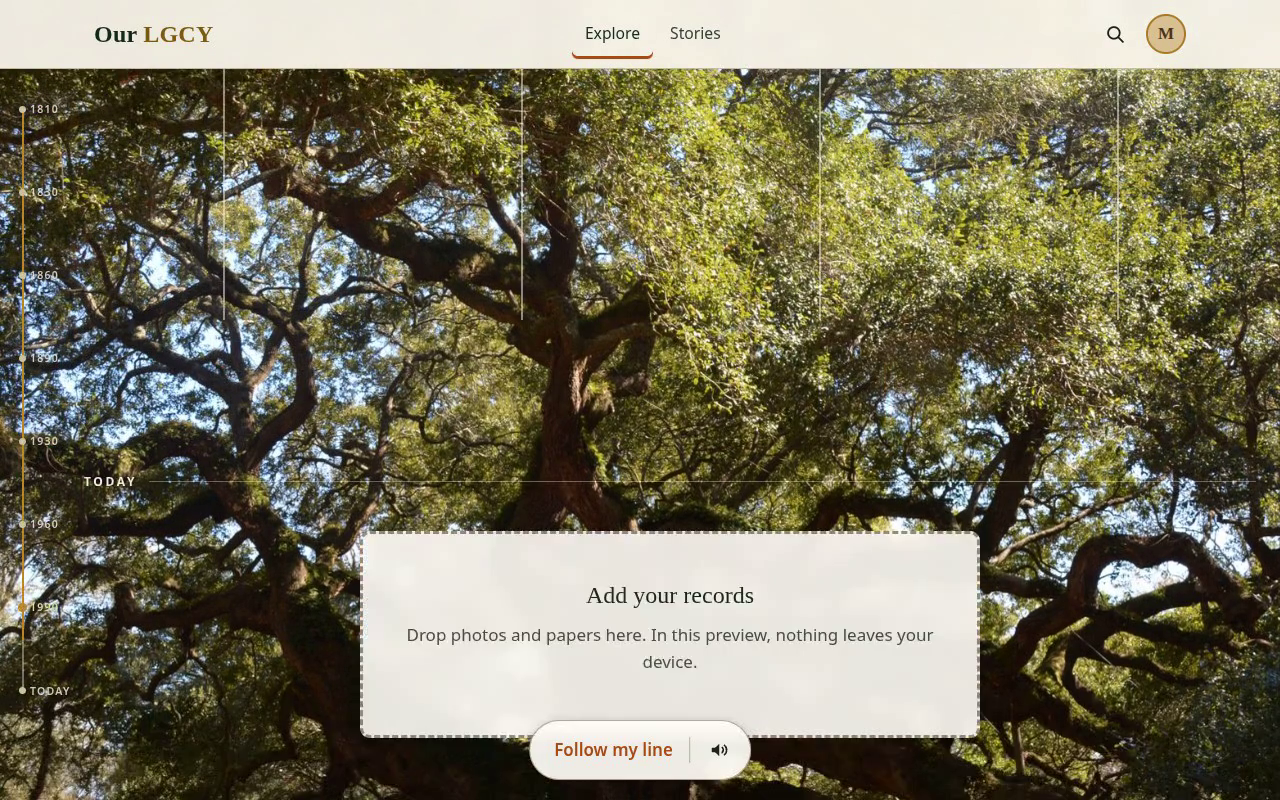 Our LGCY
Explore
Stories
M
1810
1830
1860
1890
1930
TODAY
1960
1990
TODAY
Add your records
Drop photos and papers here. In this preview, nothing leaves your
device.
Follow my line